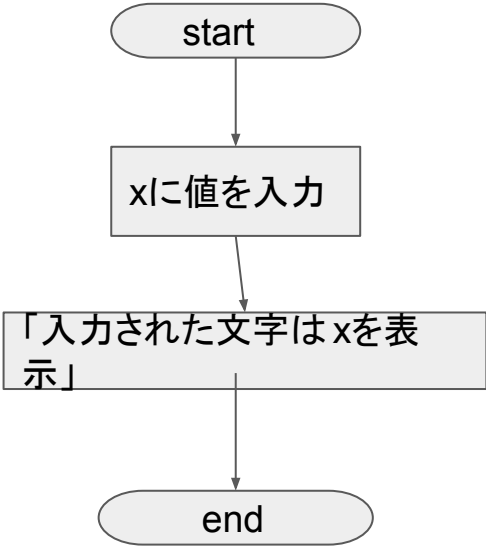 start
xに値を入力
「入力された文字は xを表
示」
end